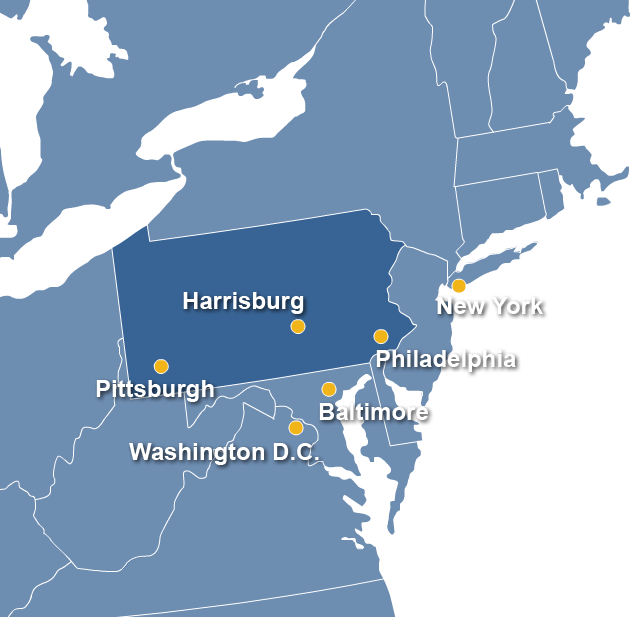 Harrisburg
New York
Philadelphia
Pittsburgh
Baltimore
Washington D.C.